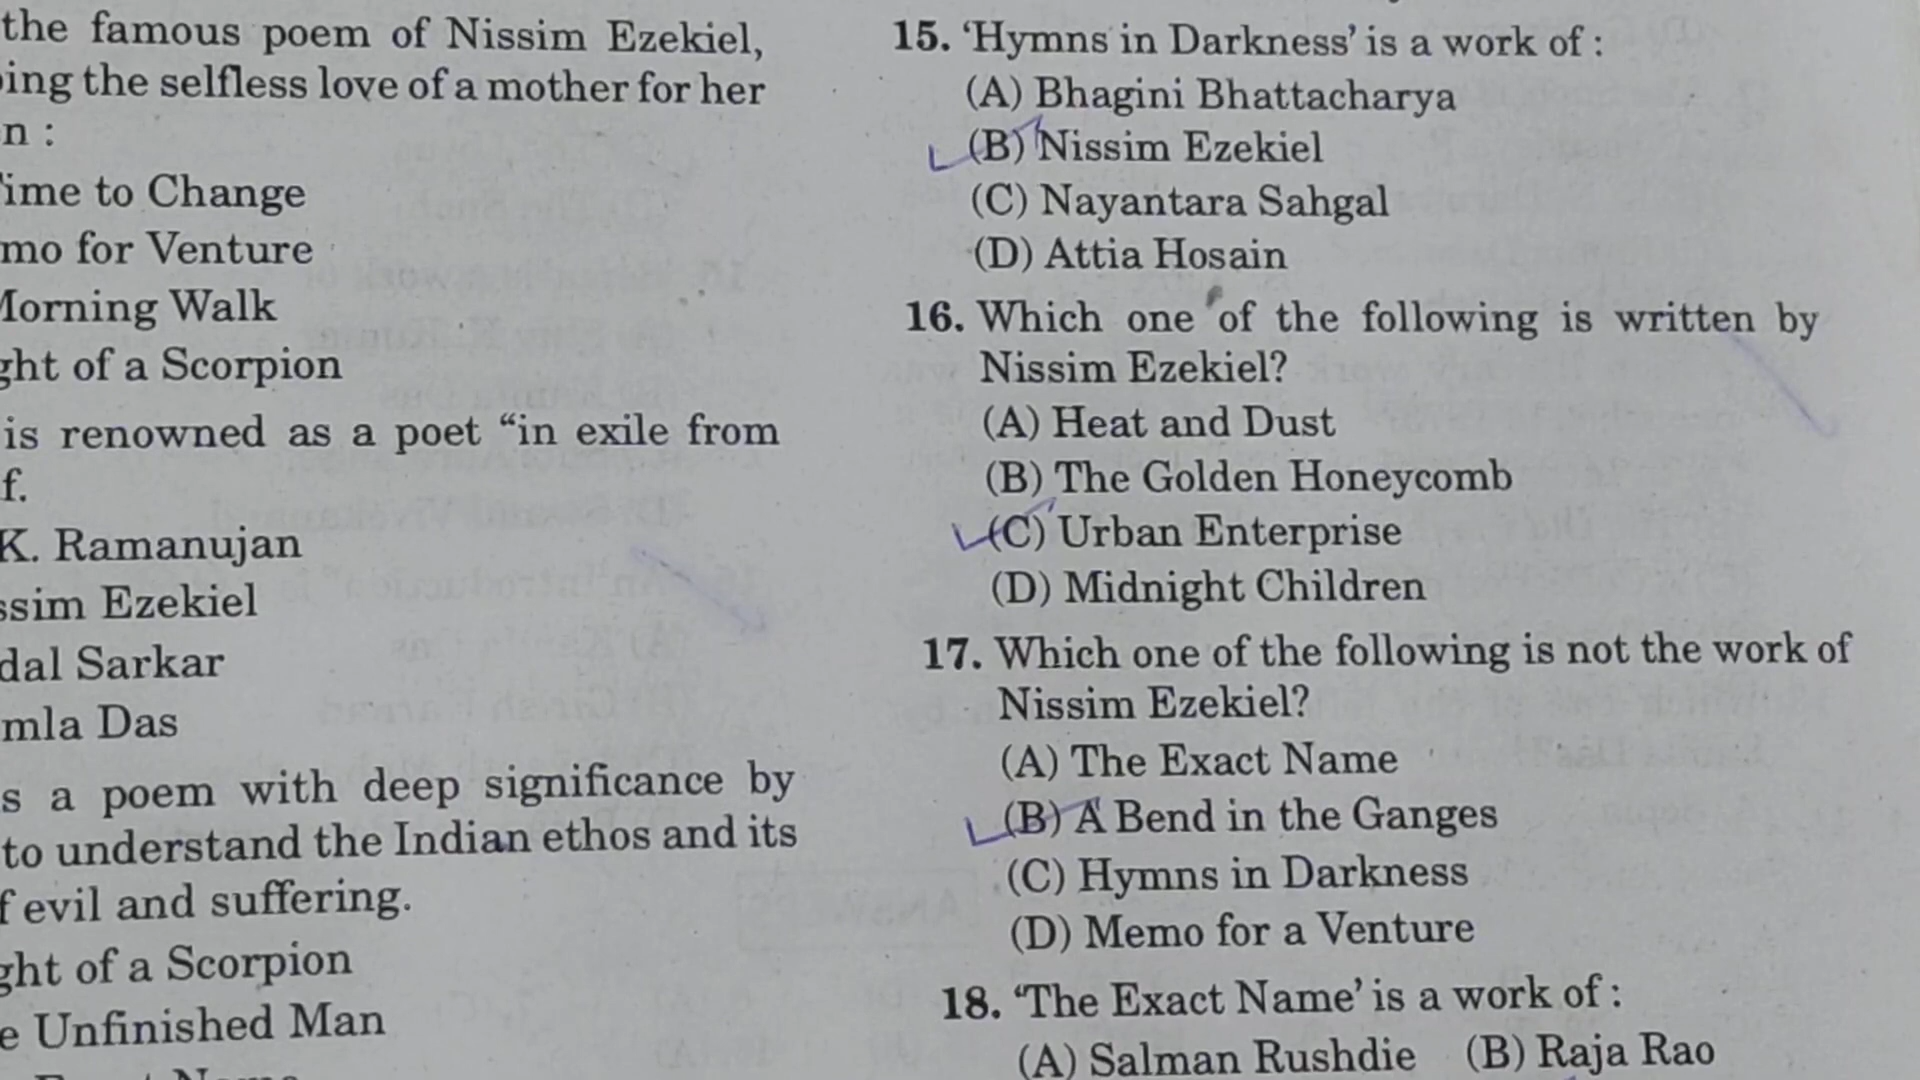 the famous poem of Nissim Ezekiel,
ing the selfless love of a mother for her
n :
ime to Change
mo for Venture
Morning Walk
ght of a Scorpion
is renowned as a poet “in exile from
f.
K. Ramanujan
ssim Ezekiel
dal Sarkar
mla Das
s a poem with deep significance by
to understand the Indian ethos and its
f evil and suffering.
ght of a Scorpion
e Unfinished Man
15. ‘Hymns in Darkness’ is a work of :
(A) Bhagini Bhattacharya
(B) Nissim Ezekiel
(C) Nayantara Sahgal
(D) Attia Hosain
16. Which one of the following is written by
Nissim Ezekiel?
(A) Heat and Dust
(B) The Golden Honeycomb
(C) Urban Enterprise
(D) Midnight Children
17. Which one of the following is not the work of
Nissim Ezekiel?
(A) The Exact Name
(B) A Bend in the Ganges
(C) Hymns in Darkness
(D) Memo for a Venture
18. ‘The Exact Name’ is a work of :
(A) Salman Rushdie (B) Raja Rao